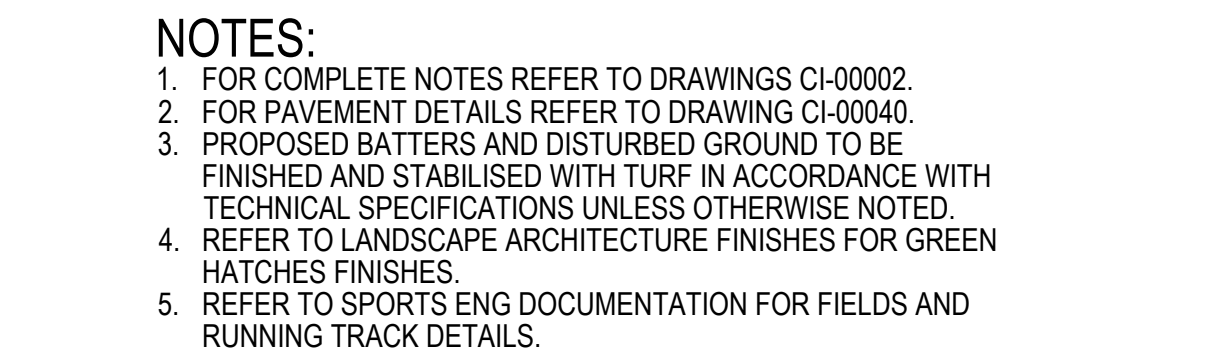 NOTES:
1. FOR COMPLETE NOTES REFER TO DRAWINGS CI-00002.
2. FOR PAVEMENT DETAILS REFER TO DRAWING CI-00040.
3. PROPOSED BATTERS AND DISTURBED GROUND TO BE
FINISHED AND STABILISED WITH TURF IN ACCORDANCE WITH
TECHNICAL SPECIFICATIONS UNLESS OTHERWISE NOTED.
4. REFER TO LANDSCAPE ARCHITECTURE FINISHES FOR GREEN
HATCHES FINISHES.
5. REFER TO SPORTS ENG DOCUMENTATION FOR FIELDS AND
RUNNING TRACK DETAILS.